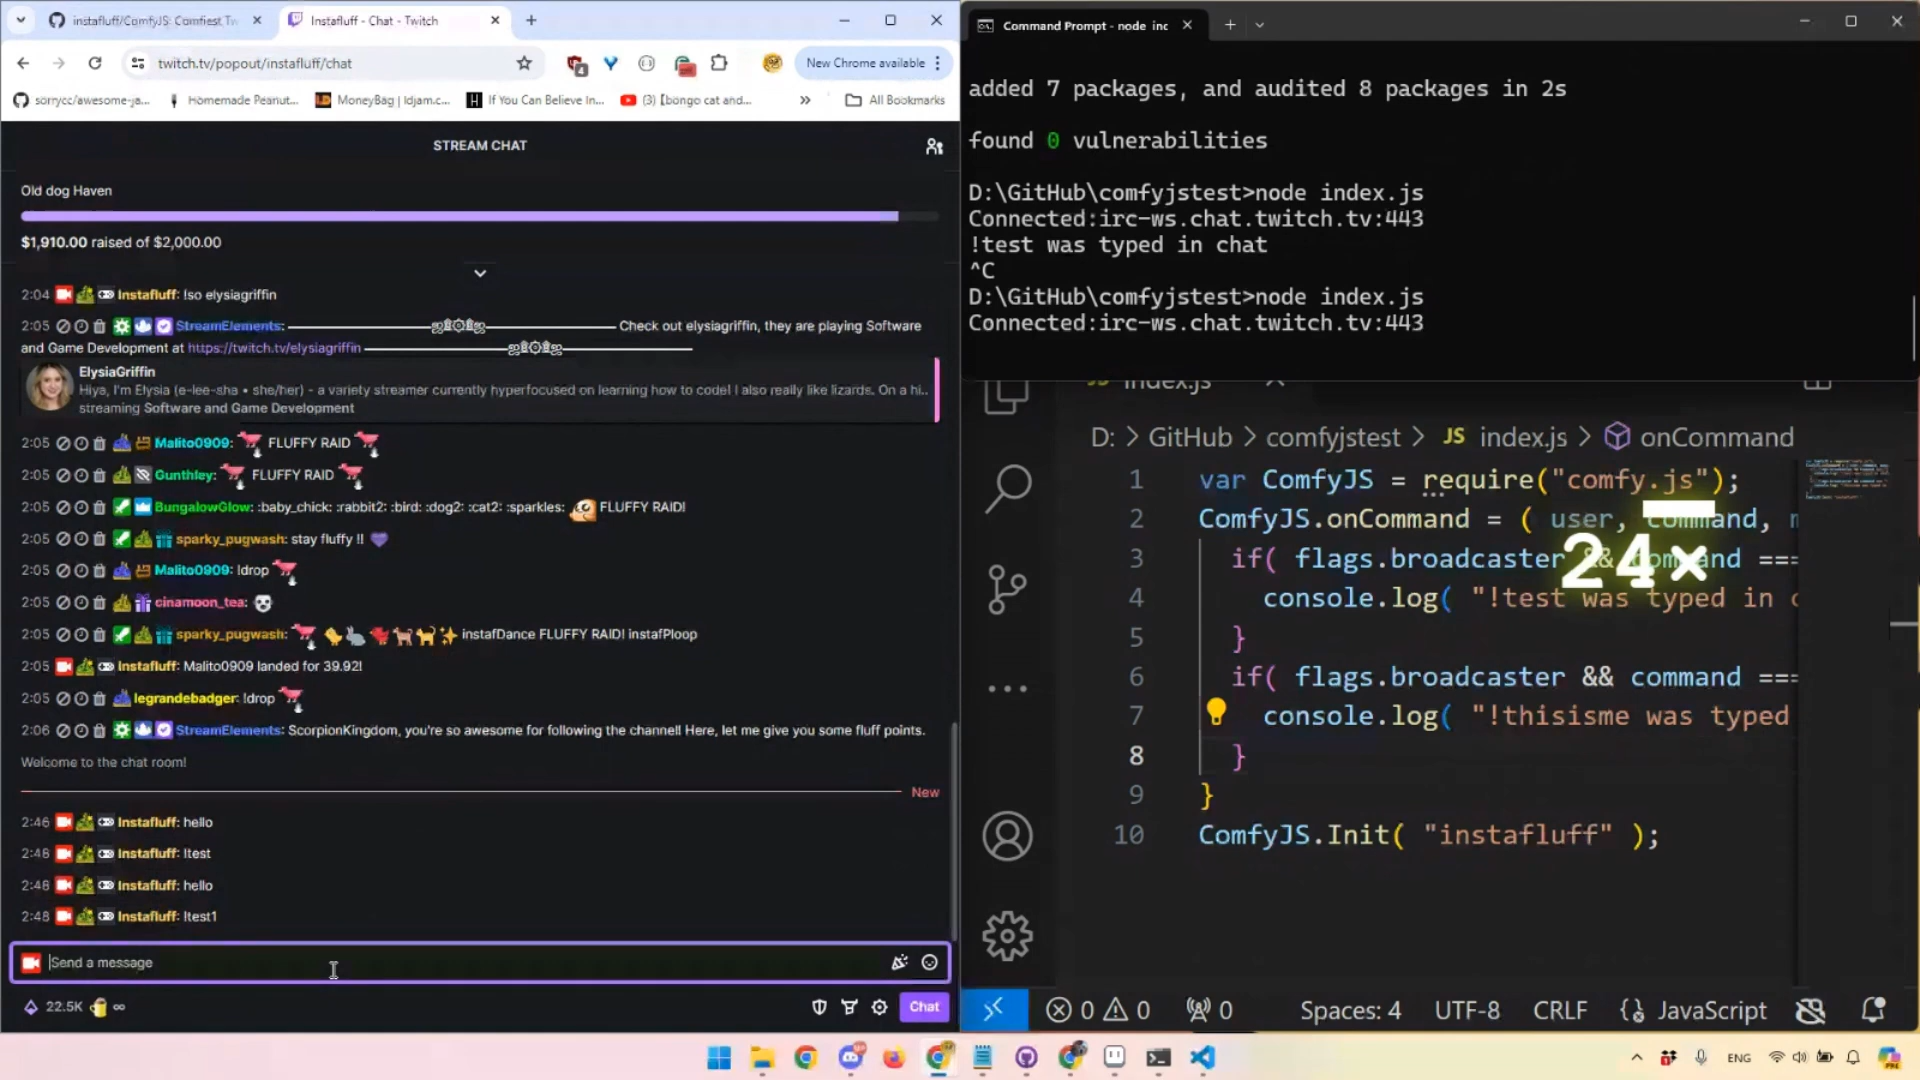 instafluff/ComfyJS: Comfiest Tw
Instafluff - Chat - Twitch
twitch.tv/popout/instafluff/chat
New Chrome available
sorrycc/awesome-ja...
Homemade Peanut...
MoneyBag | ldjam.c...
If You Can Believe In...
(3) [bongo cat and...
All Bookmarks
STREAM CHAT
Old dog Haven
$1,910.00 raised of $2,000.00
2:04 Instafluff: !so elysiagriffin
2:05 StreamElements: Check out elysiagriffin, they are playing Software
and Game Development at https://twitch.tv/elysiagriffin
ElysiaGriffin
Hiya, I'm Elysia (e-lee-sha • she/her) - a variety streamer currently hyperfocused on learning how to code! I also really like lizards. On a hi..
streaming Software and Game Development
2:05 Malito0909: FLUFFY RAID
2:05 Gunthley: FLUFFY RAID
2:05 BungalowGlow: :baby_chick: :rabbit2: :bird: :dog2: :cat2: :sparkles: FLUFFY RAID!
2:05 sparky_pugwash: stay fluffy !!
2:05 Malito0909: !drop
2:05 cinamoon_tea:
2:05 sparky_pugwash: instafDance FLUFFY RAID! instafPloop
2:05 Instafluff: Malito0909 landed for 39.92!
2:05 legrandebadger: !drop
2:06 StreamElements: ScorpionKingdom, you're so awesome for following the channel! Here, let me give you some fluff points.
Welcome to the chat room!
New
2:46 Instafluff: hello
2:48 Instafluff: !test
2:48 Instafluff: hello
2:48 Instafluff: !test1
Send a message
22.5K ∞
Chat
Command Prompt - node inc
added 7 packages, and audited 8 packages in 2s
found 0 vulnerabilities
D:\GitHub\comfyjstest>node index.js
Connected:irc-ws.chat.twitch.tv:443
!test was typed in chat
^C
D:\GitHub\comfyjstest>node index.js
Connected:irc-ws.chat.twitch.tv:443
JS index.js
D: > GitHub > comfyjstest > JS index.js > onCommand
1 var ComfyJS = require("comfy.js");
2 ComfyJS.onCommand = ( user, command, m
3 if( flags.broadcaster && command ===
4 console.log( "!test was typed in c
5 }
6 if( flags.broadcaster && command ===
7 console.log( "!thisisme was typed
8 }
9 }
10 ComfyJS.Init( "instafluff" );
24×
0 0 0 Spaces: 4 UTF-8 CRLF {} JavaScript
ENG